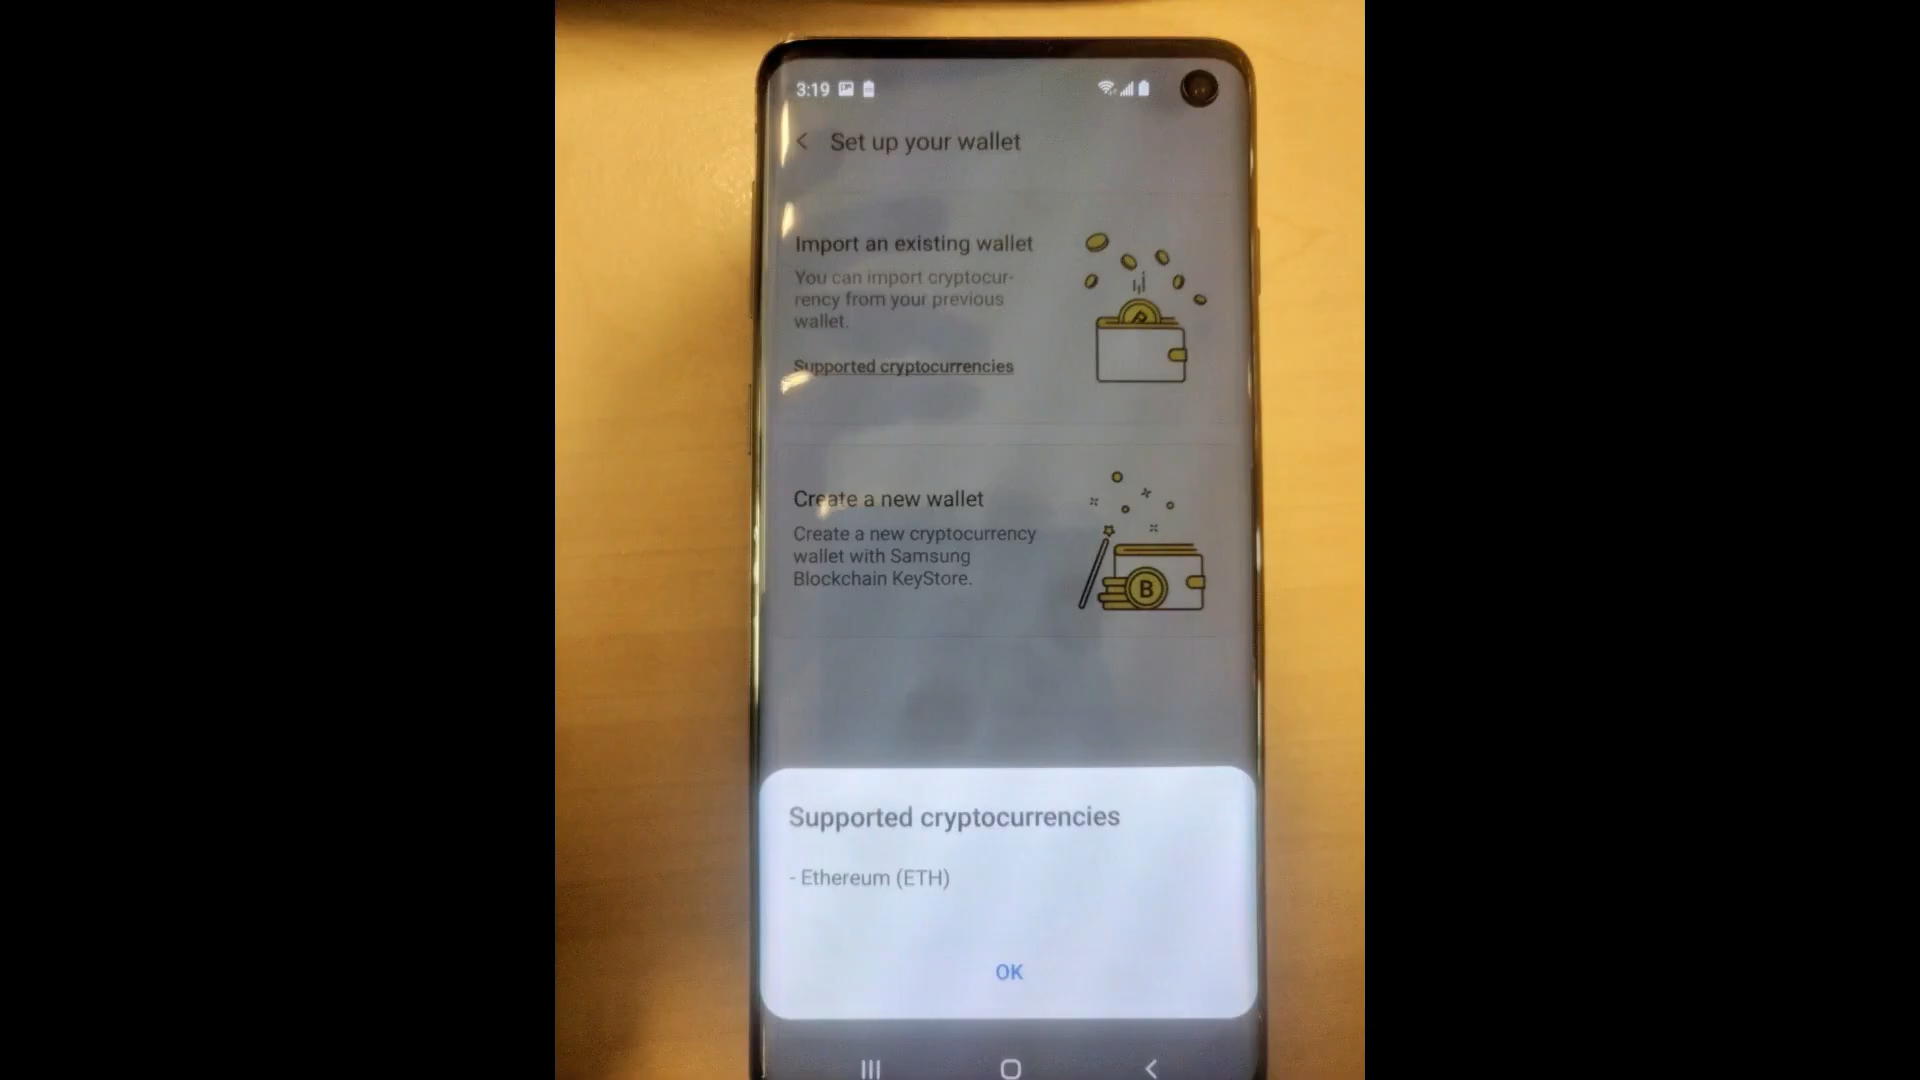 3:19
Set up your wallet
Import an existing wallet
You can import cryptocur-
rency from your previous
wallet.
Supported cryptocurrencies
Create a new wallet
Create a new cryptocurrency
wallet with Samsung
Blockchain KeyStore.
B
Supported cryptocurrencies
- Ethereum (ETH)
OK